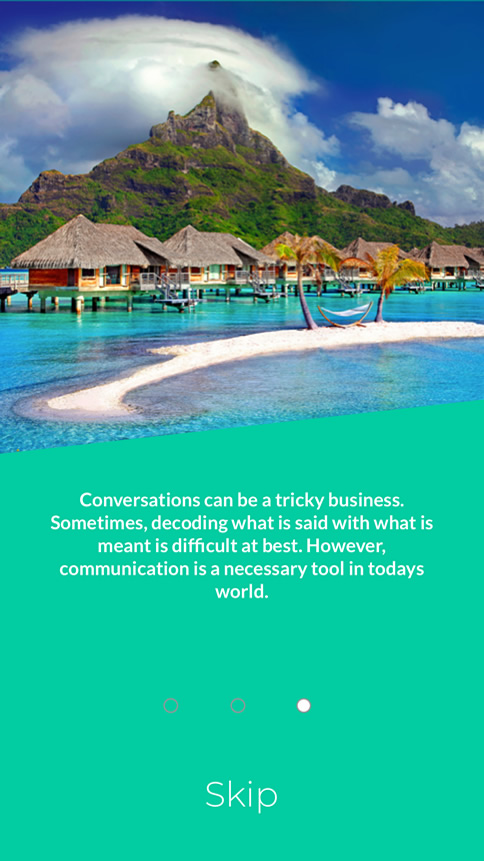 Conversations can be a tricky business.
Sometimes, decoding what is said with what is
meant is difficult at best. However,
communication is a necessary tool in todays
world.
Skip